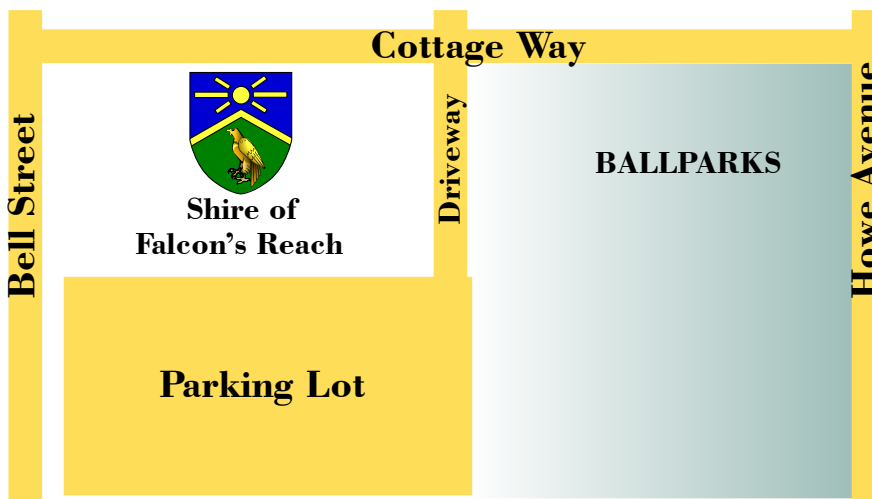 Cottage Way
Bell Street
Driveway
Howe Avenue
Shire of
Falcon's Reach
BALLPARKS
Parking Lot